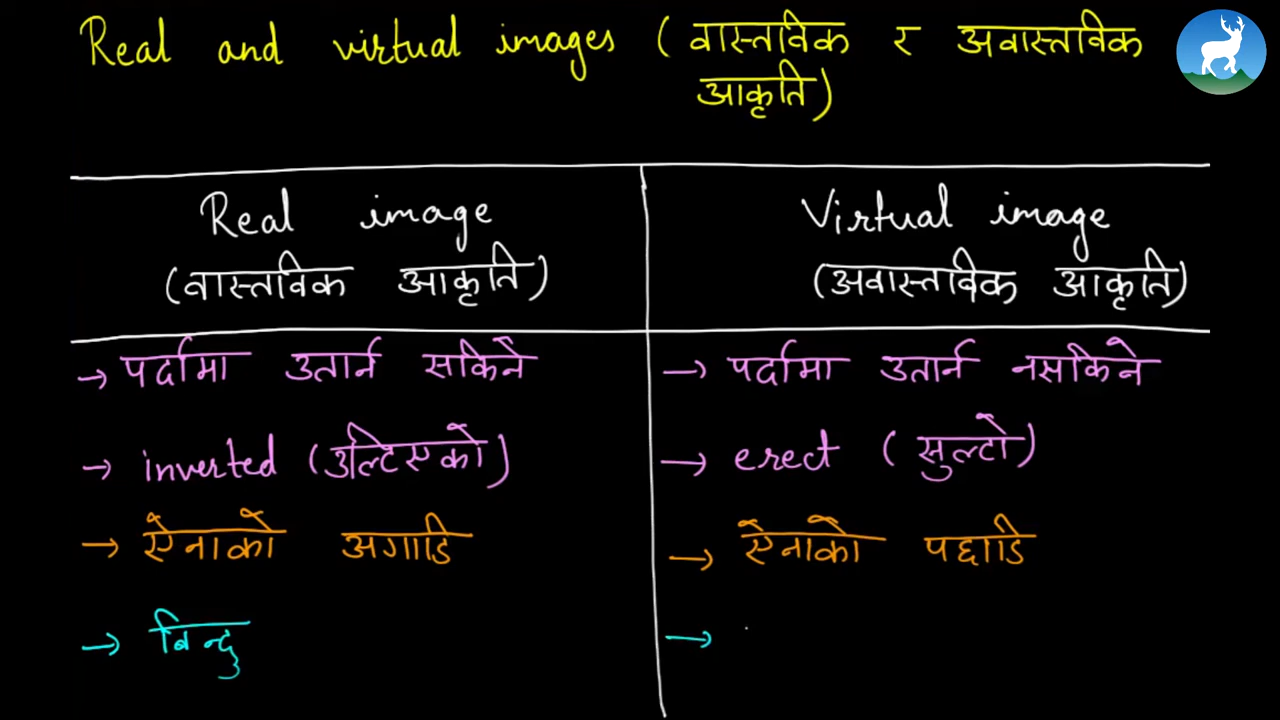 Real and virtual images (वास्तविक र अवास्तविक
आकृति)
Real image
(वास्तविक आकृति)
Virtual image
(अवास्तविक आकृति)
→ पर्दामा उतार्न सकिने
→ पर्दामा उतार्न नसकिने
→ inverted (उल्टिएको)
→ erect (सुल्टो)
→ ऐनाको अगाडि
→ ऐनाको पछाडि
→ बिन्दु
→